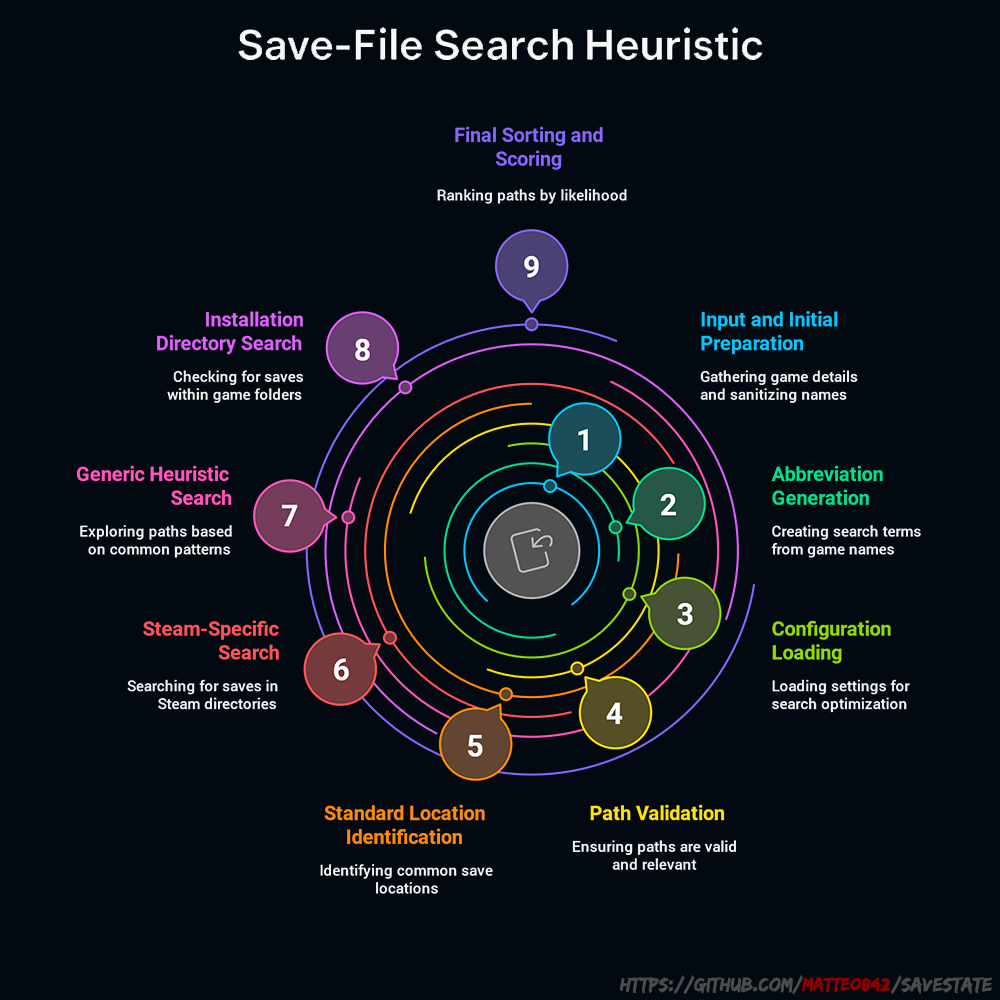 Save-File Search Heuristic
Final Sorting and
Scoring
Ranking paths by likelihood
9
Installation
Directory Search
Checking for saves
within game folders
8
Input and Initial
Preparation
Gathering game details
and sanitizing names
1
Generic Heuristic
Search
Exploring paths based
on common patterns
7
2
Abbreviation
Generation
Creating search terms
from game names
Steam-Specific
Search
Searching for saves in
Steam directories
6
3
Configuration
Loading
Loading settings for
search optimization
5
4
Standard Location
Identification
Identifying common save
locations
Path Validation
Ensuring paths are valid
and relevant
HTTPS://GITHUB.COM/MATTEO842/SAVESTATE